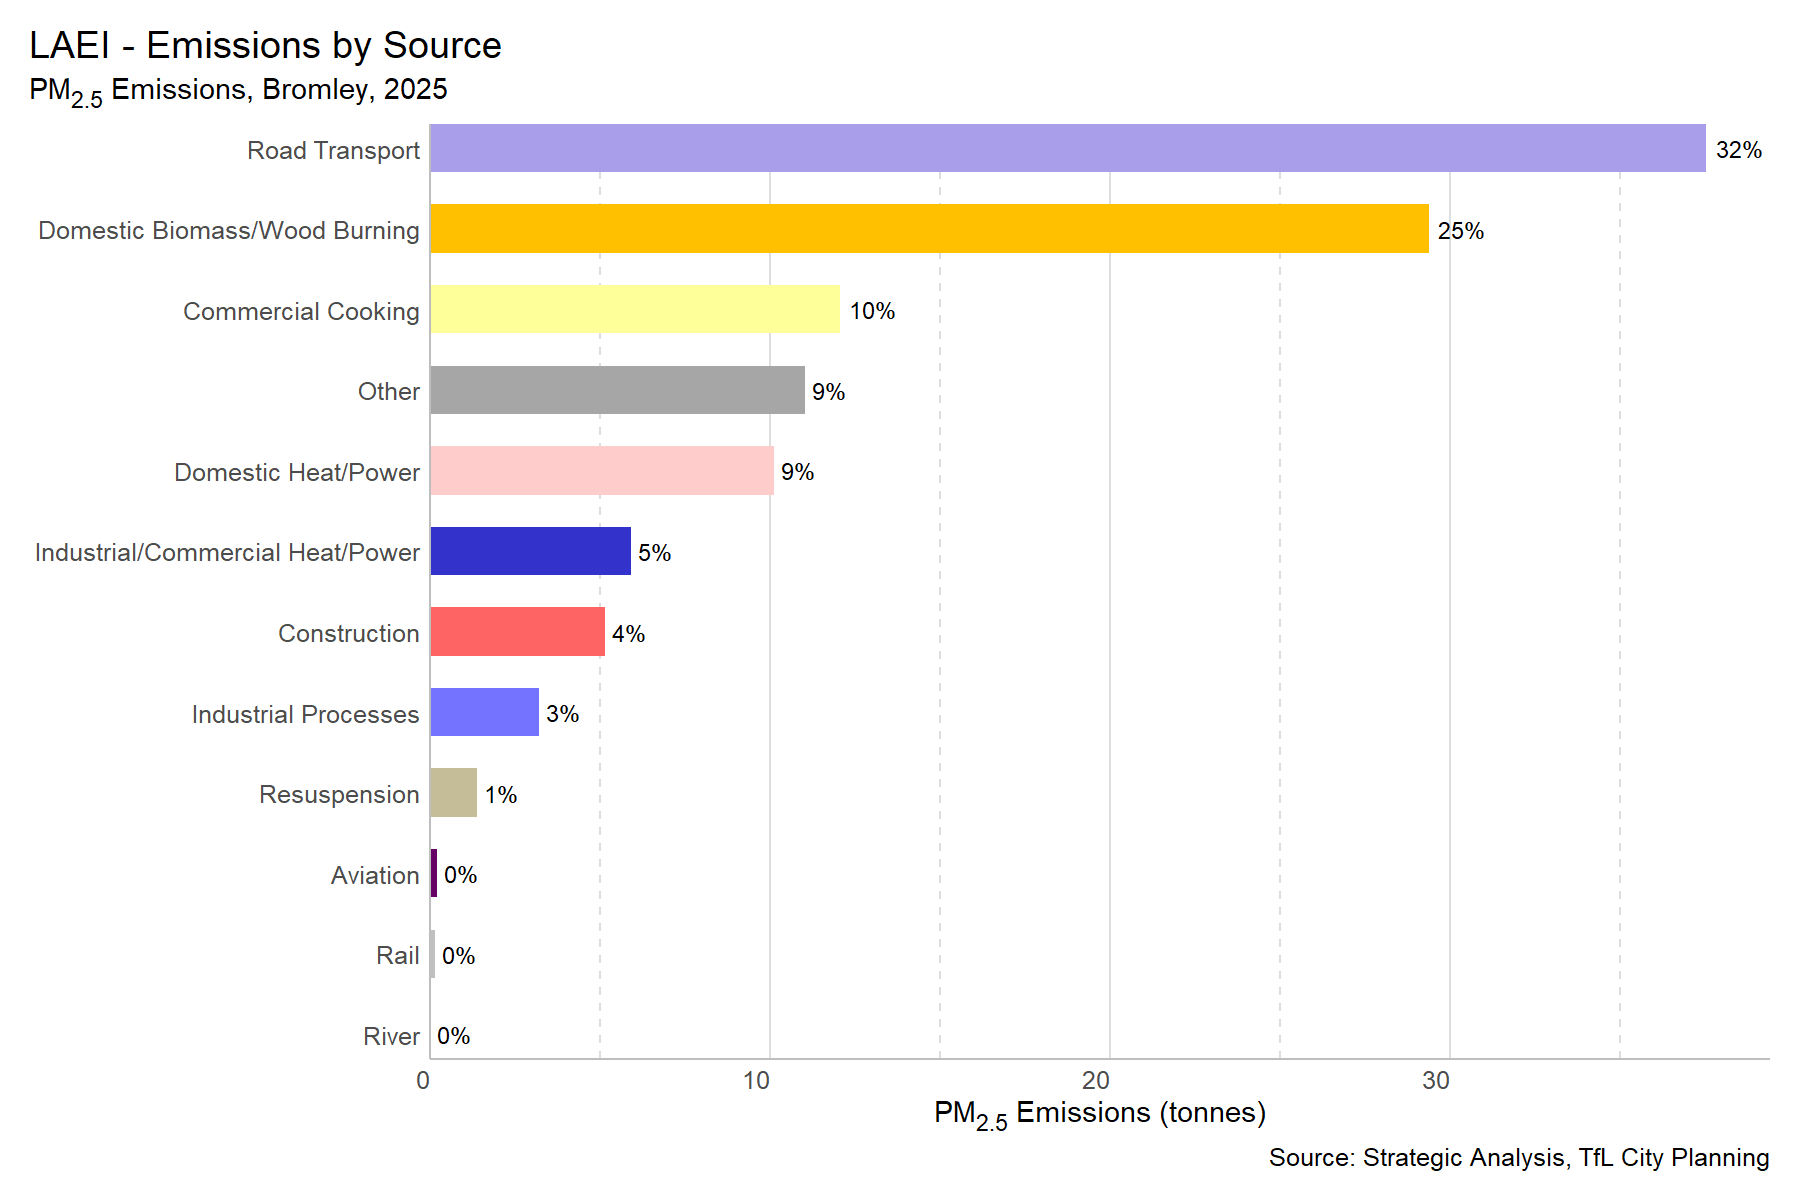 LAEI - Emissions by Source
PM2.5 Emissions, Bromley, 2025
Road Transport 32%
Domestic Biomass/Wood Burning 25%
Commercial Cooking 10%
Other 9%
Domestic Heat/Power 9%
Industrial/Commercial Heat/Power 5%
Construction 4%
Industrial Processes 3%
Resuspension 1%
Aviation 0%
Rail 0%
River 0%
0 10 20 30
PM2.5 Emissions (tonnes)
Source: Strategic Analysis, TfL City Planning